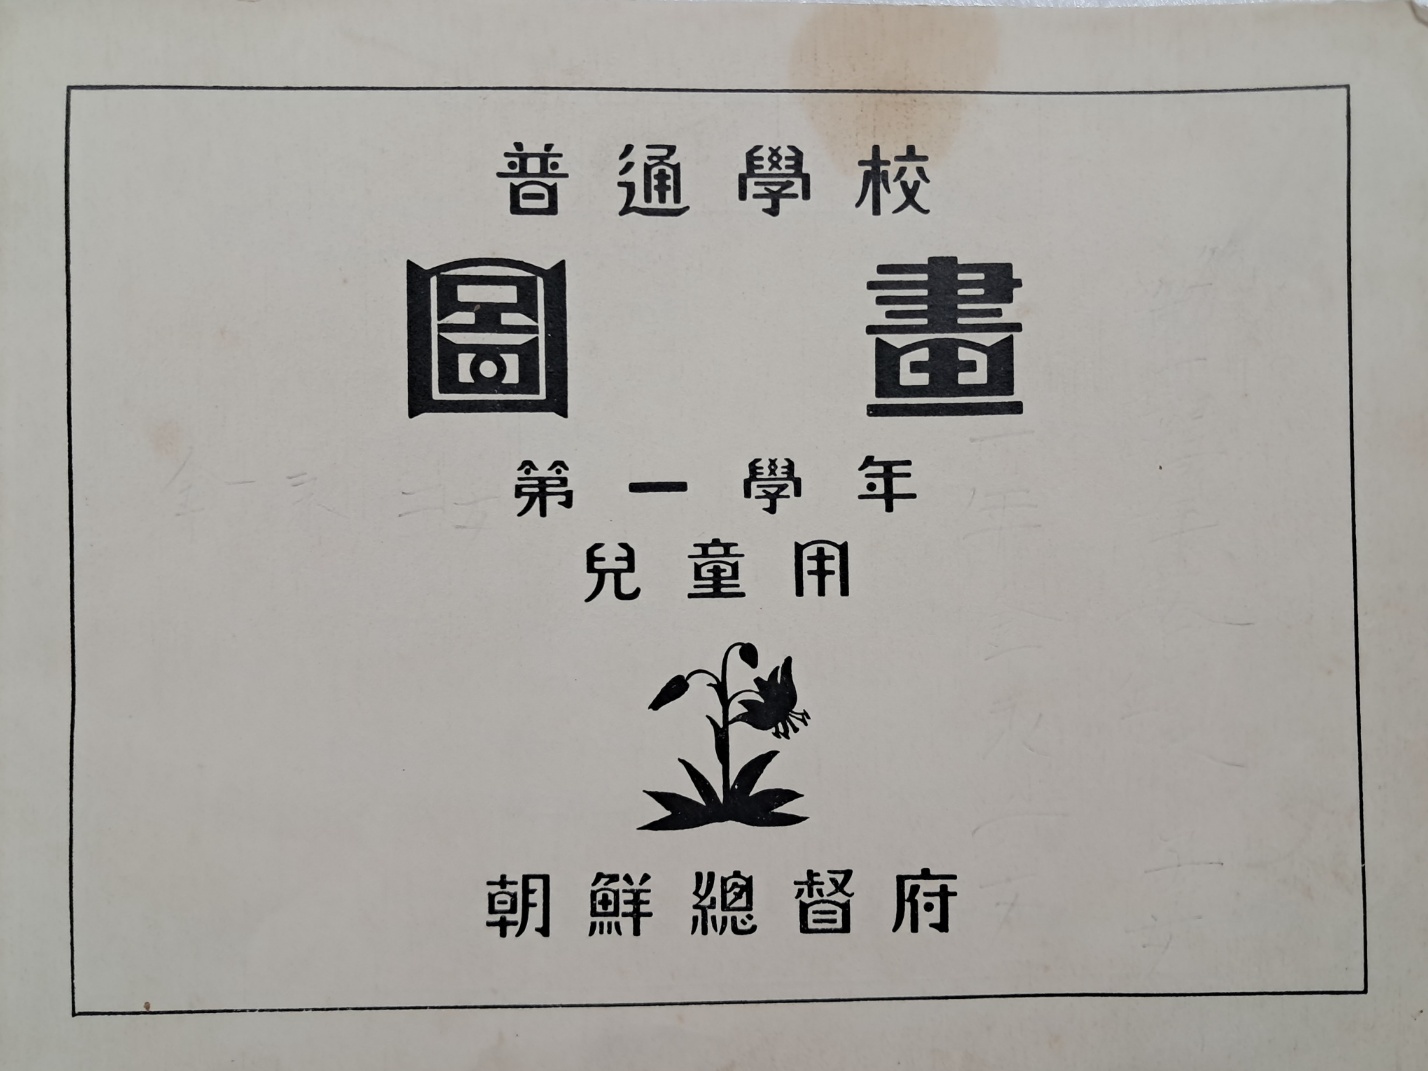 普通學校
圖畫
第一學年
兒童用
朝鮮總督府